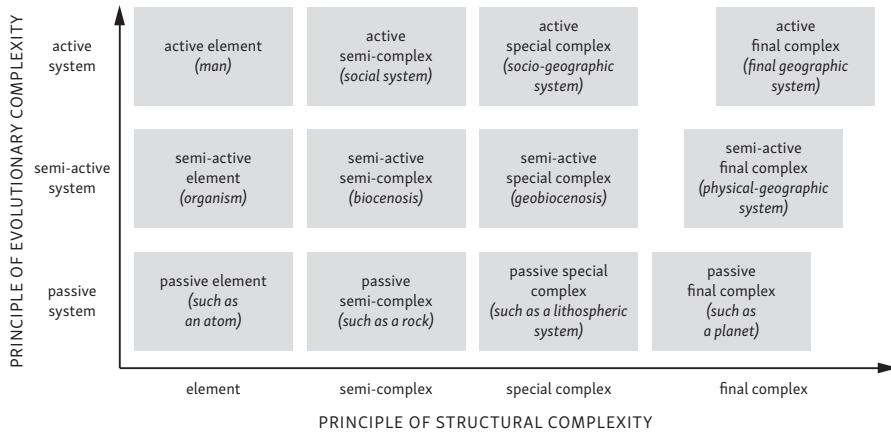 PRINCIPLE OF EVOLUTIONARY COMPLEXITY
active
system
active element
(man)
active
semi-complex
(social system)
active
special complex
(socio-geographic
system)
active
final complex
(final geographic
system)
semi-active
system
semi-active
element
(organism)
semi-active
semi-complex
(biocenosis)
semi-active
special complex
(geobiocenosis)
semi-active
final complex
(physical-geographic
system)
passive
system
passive element
(such as
an atom)
passive
semi-complex
(such as a rock)
passive special
complex
(such as a lithospheric
system)
passive
final complex
(such as
a planet)
element
semi-complex
special complex
final complex
PRINCIPLE OF STRUCTURAL COMPLEXITY